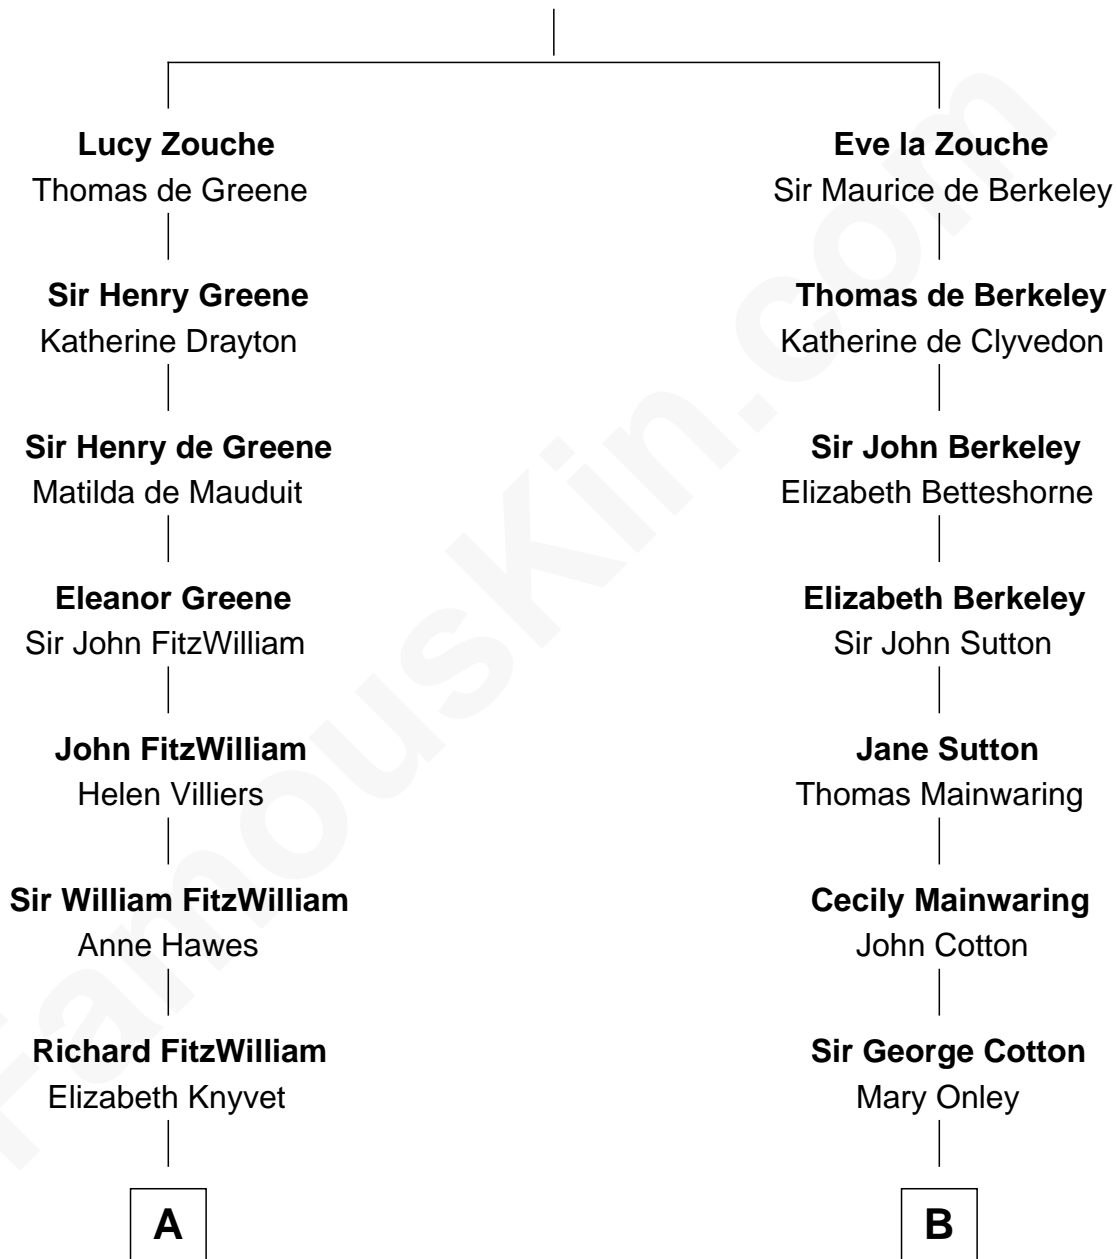 Lucy Zouche
Thomas de Greene
Sir Henry Greene
Katherine Drayton
Sir Henry de Greene
Matilda de Mauduit
Eleanor Greene
Sir John FitzWilliam
John FitzWilliam
Helen Villiers
Sir William FitzWilliam
Anne Hawes
Richard FitzWilliam
Elizabeth Knyvet
A
Eve la Zouche
Sir Maurice de Berkeley
Thomas de Berkeley
Katherine de Clyvedon
Sir John Berkeley
Elizabeth Betteshorne
Elizabeth Berkeley
Sir John Sutton
Jane Sutton
Thomas Mainwaring
Cecily Mainwaring
John Cotton
Sir George Cotton
Mary Onley
B
FamousKin.com